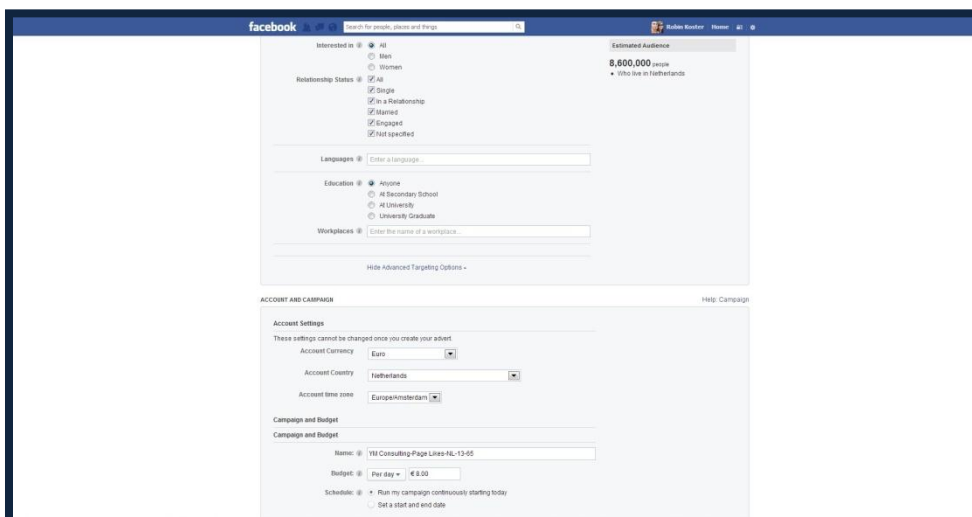 facebook
Search for people, places and things
Robin Koster Home
Interested in All
Men
Women
Relationship Status All
Single
In a Relationship
Married
Engaged
Not specified
Languages Enter a language...
Education Anyone
At Secondary School
At University
University Graduate
Workplaces Enter the name of a workplace...
Hide Advanced Targeting Options
Estimated Audience
8,600,000 people
Who live in Netherlands
ACCOUNT AND CAMPAIGN Help: Campaign
Account Settings
These settings cannot be changed once you create your advert
Account Currency Euro
Account Country Netherlands
Account time zone Europe/Amsterdam
Campaign and Budget
Campaign and Budget
Name: YM Consulting-Page Likes-NL-13-65
Budget: Per day € 8.00
Schedule: Run my campaign continuously starting today
Set a start and end date